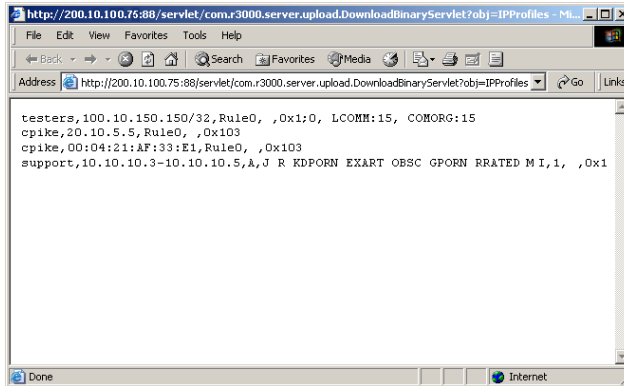 http://200.10.100.75:88/servlet/com.r3000.server.upload.DownloadBinaryServlet?obj=IPProfiles - Mi...
File Edit View Favorites Tools Help
Back Search Favorites Media
Address http://200.10.100.75:88/servlet/com.r3000.server.upload.DownloadBinaryServlet?obj=IPProfiles Go Links
testers,100.10.150.150/32,Rule0, ,0x1;0, LCOMM:15, COMORG:15
cpike,20.10.5.5,Rule0, ,0x103
cpike,00:04:21:AF:33:E1,Rule0, ,0x103
support,10.10.10.3-10.10.10.5,A,J R KDPORN EXART OBSC GPORN RRATED M I,1, ,0x1
Done Internet